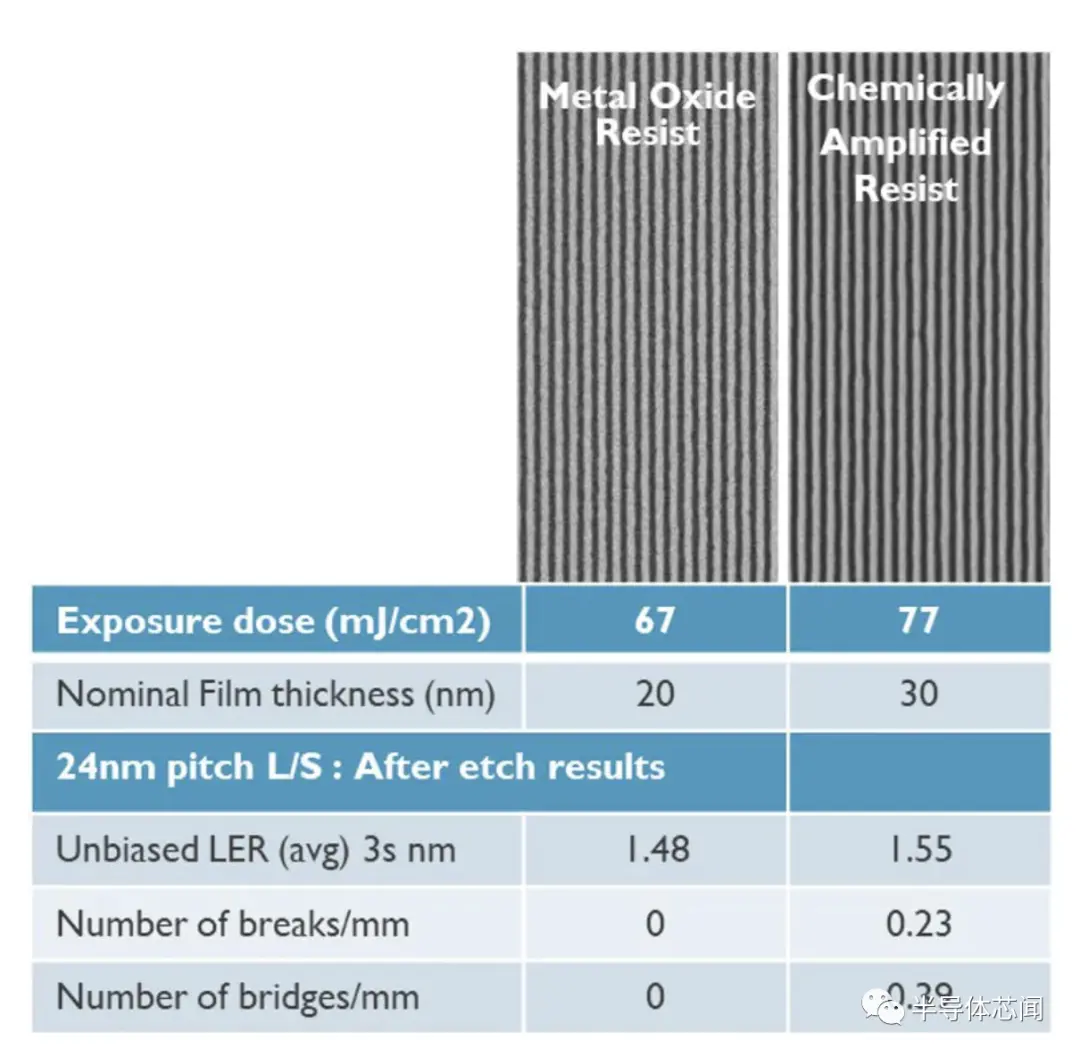 Metal Oxide
Resist
Chemically
Amplified
Resist
Exposure dose (mJ/cm2) 67 77
Nominal Film thickness (nm) 20 30
24nm pitch L/S : After etch results
Unbiased LER (avg) 3s nm 1.48 1.55
Number of breaks/mm 0 0.23
Number of bridges/mm 0 0.39
半导体芯闻